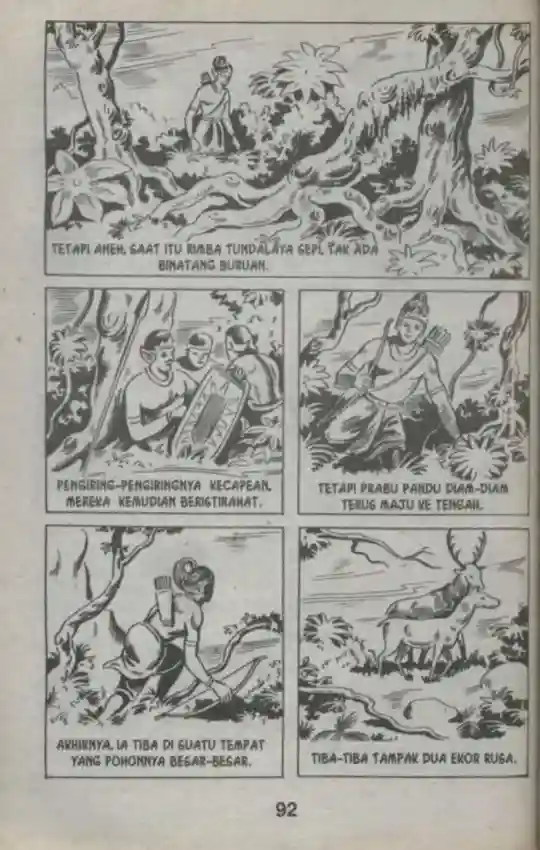 TETAPI ANEH, SAAT ITU RIMBA TUNDALAYA SEPI, TAK ADA
BINATANG BURUAN.
PENGIRING-PENGIRINGNYA KECAPEAN.
MEREKA KEMUDIAN BERISTIRAHAT.
TETAPI PRABU PANDU DIAM-DIAM
TERUS MAJU KE TENGAH.
AKHIRNYA, IA TIBA DI SUATU TEMPAT
YANG POHONNYA BESAR-BESAR.
TIBA-TIBA TAMPAK DUA EKOR RUSA.
92